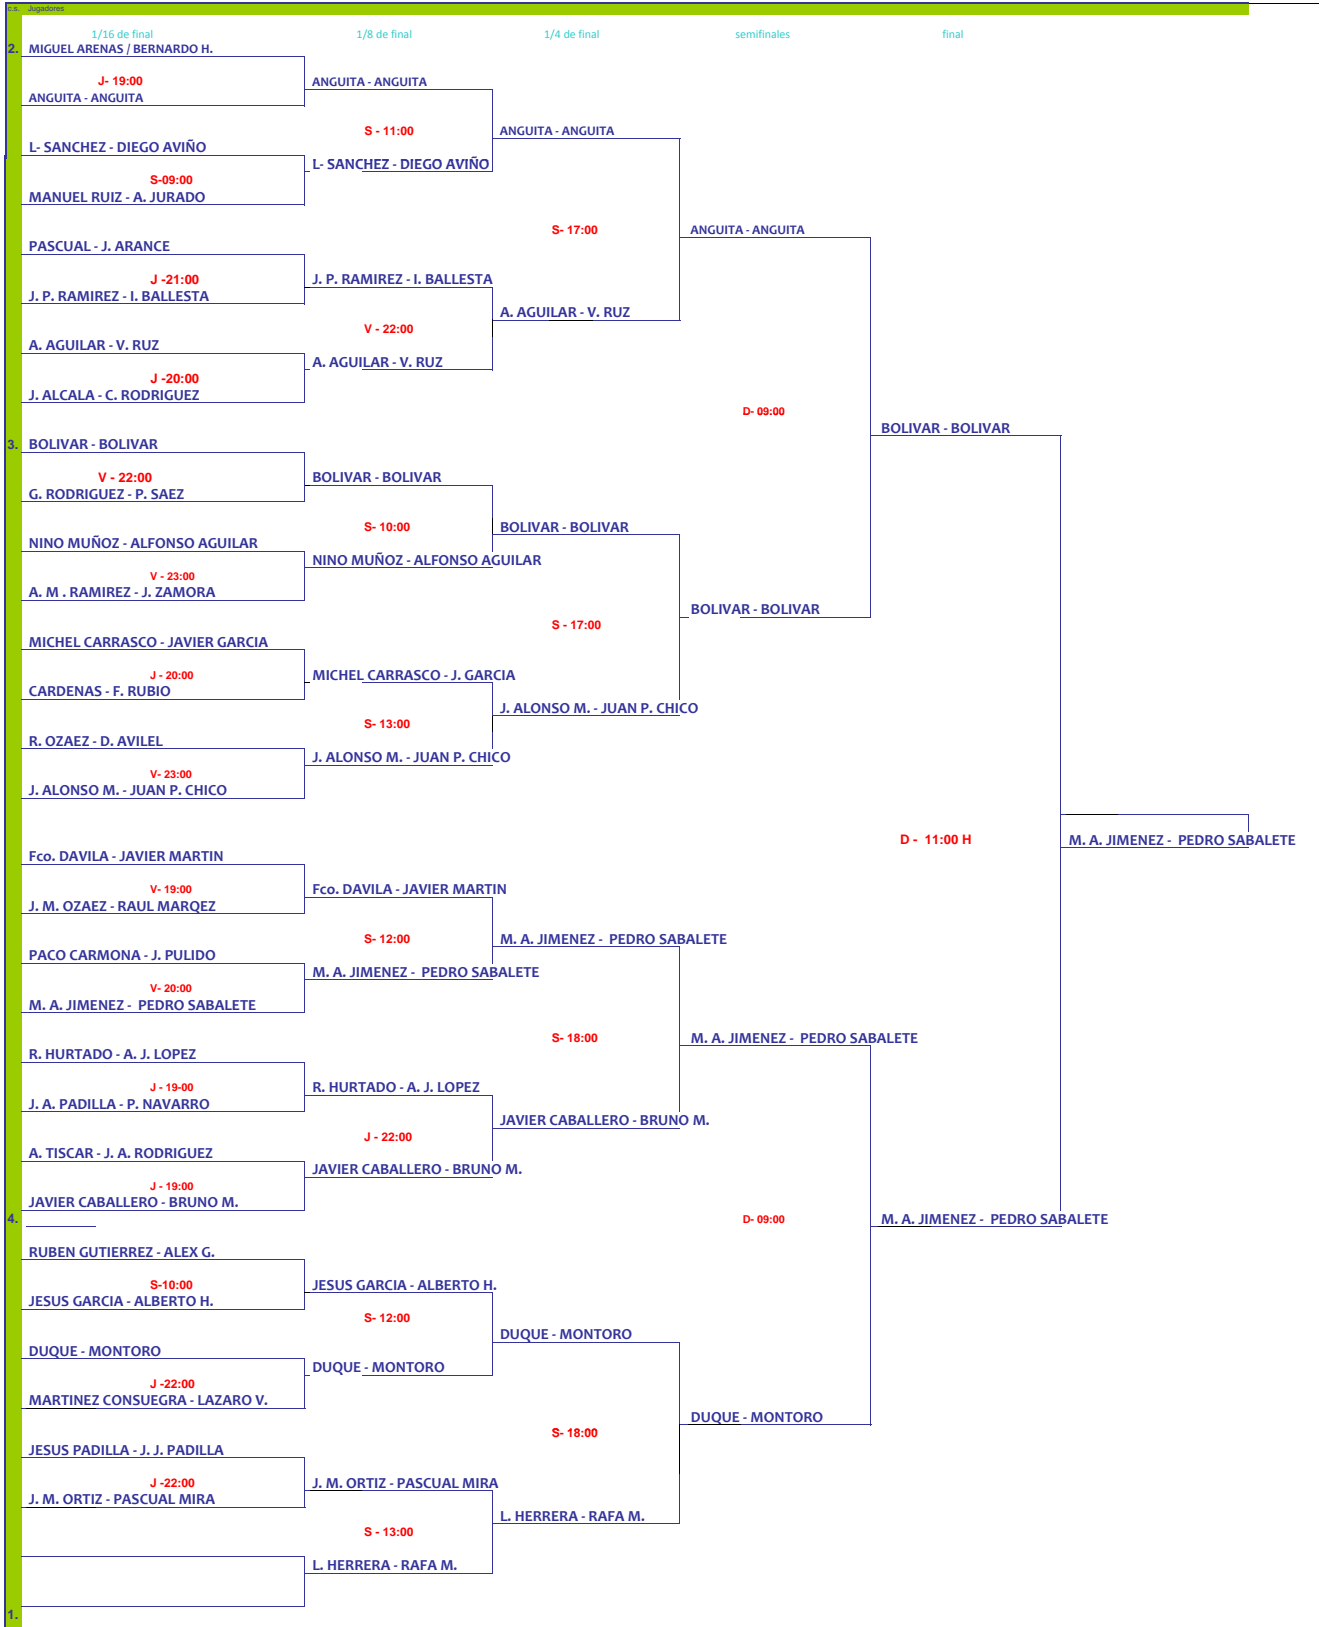 c.s. Jugadores
1/16 de final 1/8 de final 1/4 de final semifinales final
2. MIGUEL ARENAS / BERNARDO H.
J- 19:00 ANGUITA - ANGUITA
ANGUITA - ANGUITA
S - 11:00 ANGUITA - ANGUITA
L- SANCHEZ - DIEGO AVIÑO
L- SANCHEZ - DIEGO AVIÑO
S-09:00
MANUEL RUIZ - A. JURADO
S- 17:00 ANGUITA - ANGUITA
PASCUAL - J. ARANCE
J -21:00 J. P. RAMIREZ - I. BALLESTA
J. P. RAMIREZ - I. BALLESTA
A. AGUILAR - V. RUZ
V - 22:00
A. AGUILAR - V. RUZ
A. AGUILAR - V. RUZ
J -20:00
J. ALCALA - C. RODRIGUEZ
D- 09:00
BOLIVAR - BOLIVAR
3. BOLIVAR - BOLIVAR
V - 22:00 BOLIVAR - BOLIVAR
G. RODRIGUEZ - P. SAEZ
S- 10:00 BOLIVAR - BOLIVAR
NINO MUÑOZ - ALFONSO AGUILAR
NINO MUÑOZ - ALFONSO AGUILAR
V - 23:00
A. M . RAMIREZ - J. ZAMORA
BOLIVAR - BOLIVAR
S - 17:00
MICHEL CARRASCO - JAVIER GARCIA
J - 20:00 MICHEL CARRASCO - J. GARCIA
CARDENAS - F. RUBIO
J. ALONSO M. - JUAN P. CHICO
S- 13:00
R. OZAEZ - D. AVILEL
J. ALONSO M. - JUAN P. CHICO
V- 23:00
J. ALONSO M. - JUAN P. CHICO
D - 11:00 H M. A. JIMENEZ - PEDRO SABALETE
Fco. DAVILA - JAVIER MARTIN
V- 19:00 Fco. DAVILA - JAVIER MARTIN
J. M. OZAEZ - RAUL MARQEZ
S- 12:00 M. A. JIMENEZ - PEDRO SABALETE
PACO CARMONA - J. PULIDO
M. A. JIMENEZ - PEDRO SABALETE
V- 20:00
M. A. JIMENEZ - PEDRO SABALETE
S- 18:00 M. A. JIMENEZ - PEDRO SABALETE
R. HURTADO - A. J. LOPEZ
J - 19-00 R. HURTADO - A. J. LOPEZ
J. A. PADILLA - P. NAVARRO
JAVIER CABALLERO - BRUNO M.
J - 22:00
A. TISCAR - J. A. RODRIGUEZ
JAVIER CABALLERO - BRUNO M.
J - 19:00
JAVIER CABALLERO - BRUNO M.
4. D- 09:00 M. A. JIMENEZ - PEDRO SABALETE
RUBEN GUTIERREZ - ALEX G.
S-10:00 JESUS GARCIA - ALBERTO H.
JESUS GARCIA - ALBERTO H.
S- 12:00
DUQUE - MONTORO
DUQUE - MONTORO
DUQUE - MONTORO
J -22:00
MARTINEZ CONSUEGRA - LAZARO V.
DUQUE - MONTORO
S- 18:00
JESUS PADILLA - J. J. PADILLA
J -22:00 J. M. ORTIZ - PASCUAL MIRA
J. M. ORTIZ - PASCUAL MIRA
L. HERRERA - RAFA M.
S - 13:00
L. HERRERA - RAFA M.
1.